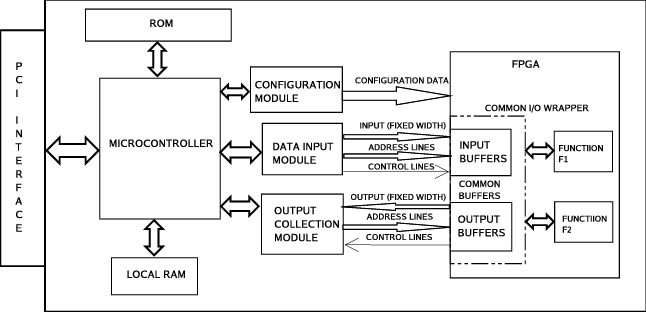 ROM
PCI INTERFACE
MICROCONTROLLER
LOCAL RAM
CONFIGURATION
MODULE
DATA INPUT
MODULE
OUTPUT
COLLECTION
MODULE
CONFIGURATION DATA
INPUT (FIXED WIDTH)
ADDRESS LINES
CONTROL LINES
OUTPUT (FIXED WIDTH)
ADDRESS LINES
CONTROL LINES
FPGA
COMMON I/O WRAPPER
INPUT
BUFFERS
COMMON
BUFFERS
OUTPUT
BUFFERS
FUNCTIION
F1
FUNCTIION
F2